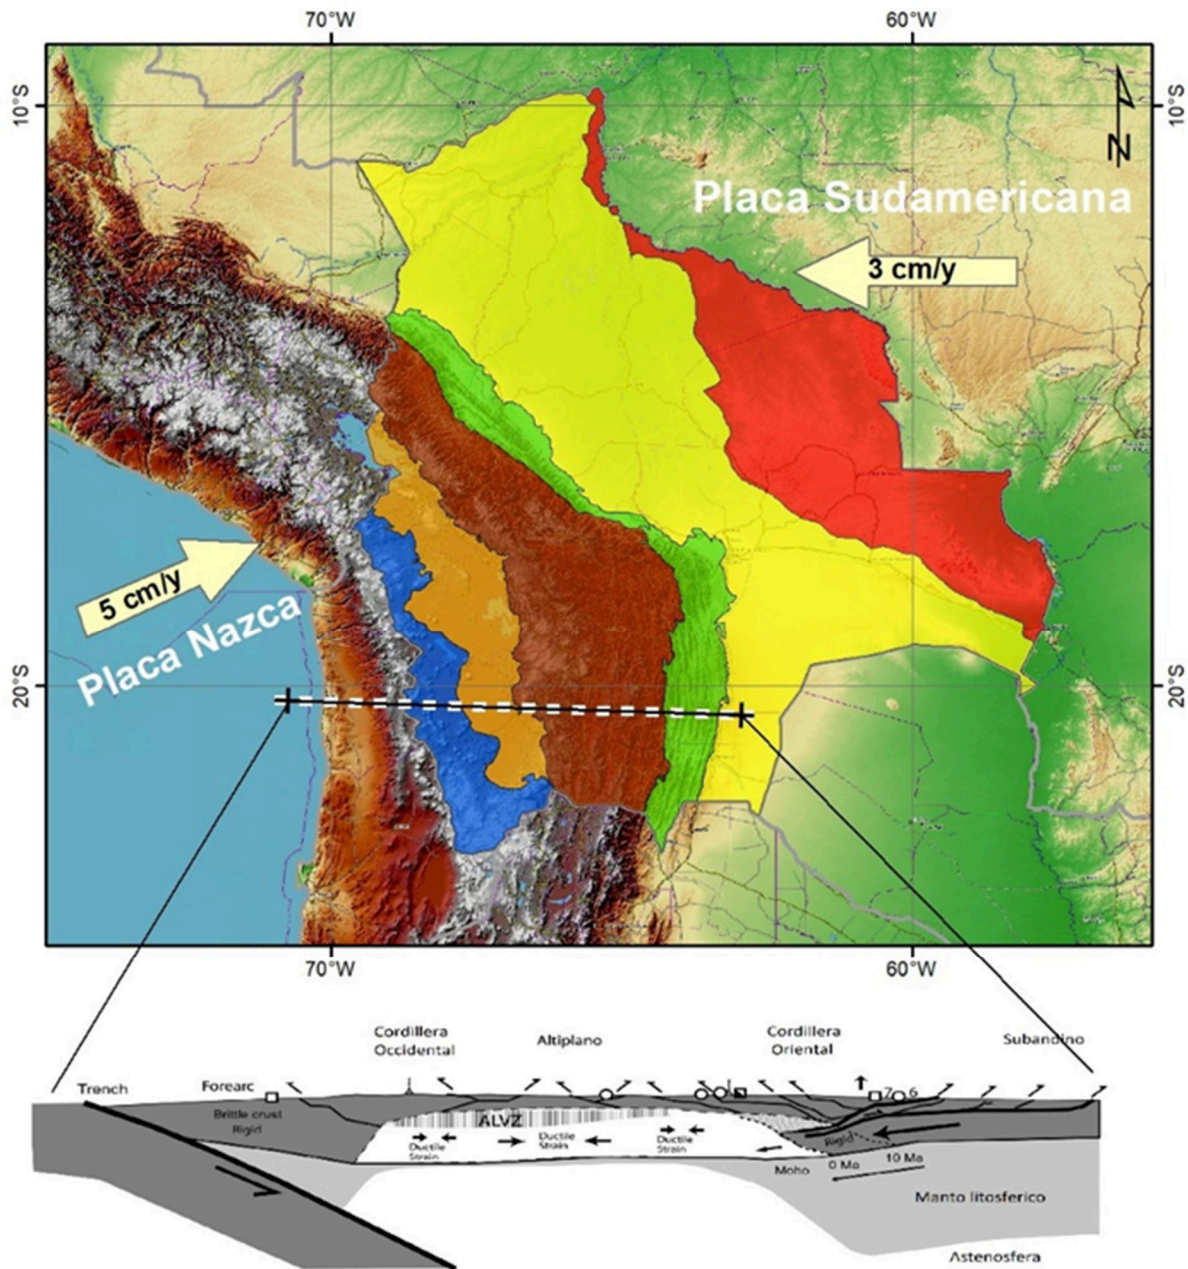 70°W
60°W
10°S
10°S
N
Placa Sudamericana
3 cm/y
5 cm/y
Placa Nazca
20°S
20°S
70°W
60°W
Cordillera
Occidental
Altiplano
Cordillera
Oriental
Subandino
Trench
Forearc
7
6
Brittle crust
Rigid
ALVZ
Ductile
Strain
Ductile
Strain
Ductile
Strain
Rigid
Moho
0 Ma
10 Ma
Manto litosferico
Astenosfera